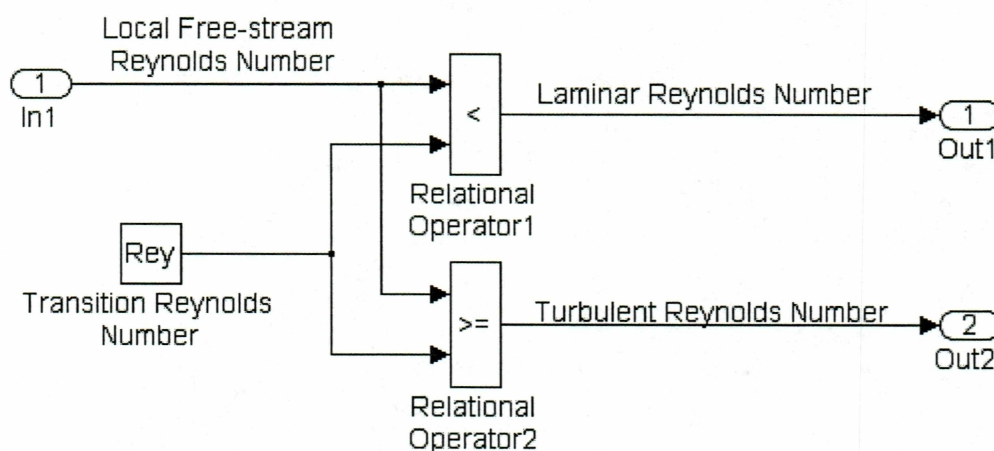 Local Free-stream
Reynolds Number
1
In1
<
Laminar Reynolds Number
1
Out1
Relational
Operator1
Rey
Transition Reynolds
Number
>=
Turbulent Reynolds Number
2
Out2
Relational
Operator2